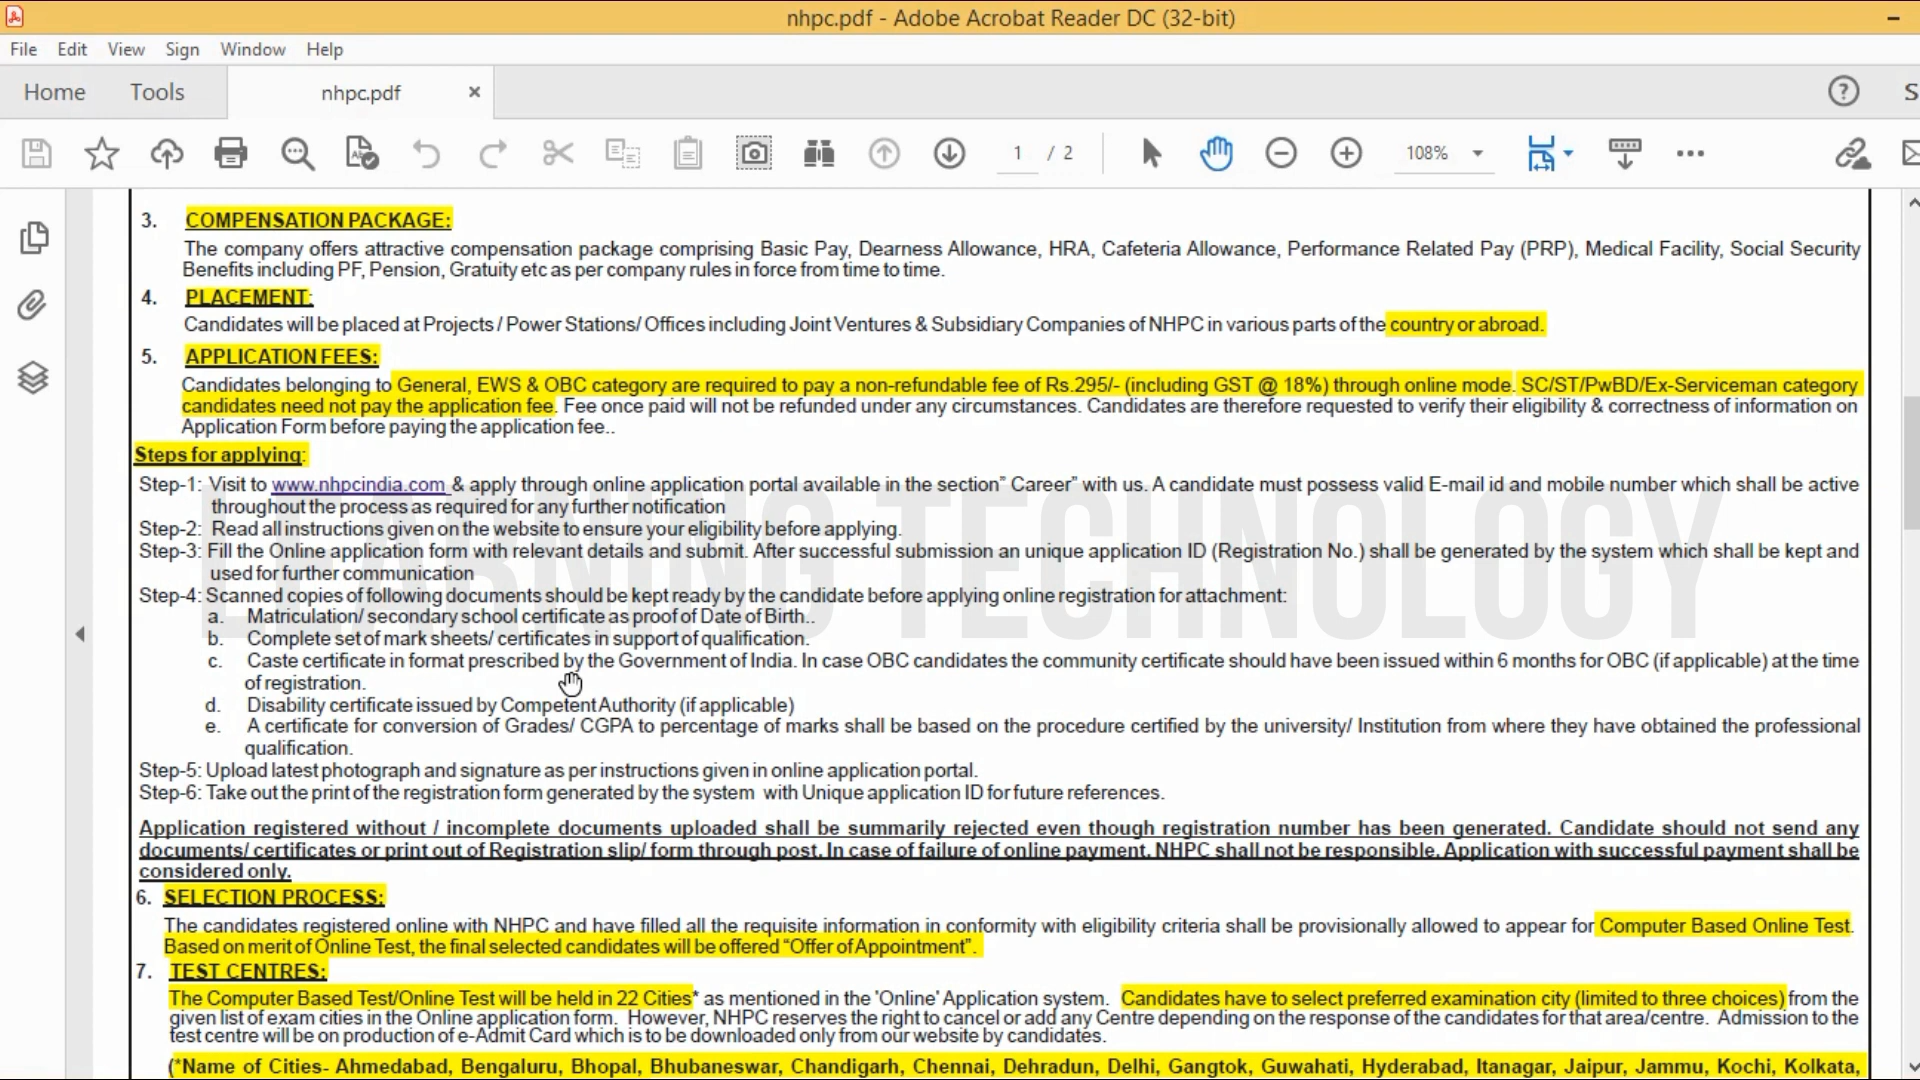 nhpc.pdf - Adobe Acrobat Reader DC (32-bit)
File Edit View Sign Window Help
Home Tools nhpc.pdf ×
1 / 2 108%
3. COMPENSATION PACKAGE:
The company offers attractive compensation package comprising Basic Pay, Dearness Allowance, HRA, Cafeteria Allowance, Performance Related Pay (PRP), Medical Facility, Social Security
Benefits including PF, Pension, Gratuity etc as per company rules in force from time to time.
4. PLACEMENT:
Candidates will be placed at Projects / Power Stations/ Offices including Joint Ventures & Subsidiary Companies of NHPC in various parts of the country or abroad.
5. APPLICATION FEES:
Candidates belonging to General, EWS & OBC category are required to pay a non-refundable fee of Rs.295/- (including GST @ 18%) through online mode. SC/ST/PwBD/Ex-Serviceman category
candidates need not pay the application fee. Fee once paid will not be refunded under any circumstances. Candidates are therefore requested to verify their eligibility & correctness of information on
Application Form before paying the application fee..
Steps for applying:
Step-1: Visit to www.nhpcindia.com & apply through online application portal available in the section" Career" with us. A candidate must possess valid E-mail id and mobile number which shall be active
throughout the process as required for any further notification
Step-2: Read all instructions given on the website to ensure your eligibility before applying.
Step-3: Fill the Online application form with relevant details and submit. After successful submission an unique application ID (Registration No.) shall be generated by the system which shall be kept and
used for further communication
LEARNING TECHNOLOGY
Step-4: Scanned copies of following documents should be kept ready by the candidate before applying online registration for attachment:
a. Matriculation/ secondary school certificate as proof of Date of Birth..
b. Complete set of mark sheets/ certificates in support of qualification.
c. Caste certificate in format prescribed by the Government of India. In case OBC candidates the community certificate should have been issued within 6 months for OBC (if applicable) at the time
of registration.
d. Disability certificate issued by Competent Authority (if applicable)
e. A certificate for conversion of Grades/ CGPA to percentage of marks shall be based on the procedure certified by the university/ Institution from where they have obtained the professional
qualification.
Step-5: Upload latest photograph and signature as per instructions given in online application portal.
Step-6: Take out the print of the registration form generated by the system with Unique application ID for future references.
Application registered without / incomplete documents uploaded shall be summarily rejected even though registration number has been generated. Candidate should not send any
documents/ certificates or print out of Registration slip/ form through post. In case of failure of online payment, NHPC shall not be responsible. Application with successful payment shall be
considered only.
6. SELECTION PROCESS:
The candidates registered online with NHPC and have filled all the requisite information in conformity with eligibility criteria shall be provisionally allowed to appear for Computer Based Online Test.
Based on merit of Online Test, the final selected candidates will be offered "Offer of Appointment".
7. TEST CENTRES:
The Computer Based Test/Online Test will be held in 22 Cities* as mentioned in the 'Online' Application system. Candidates have to select preferred examination city (limited to three choices) from the
given list of exam cities in the Online application form. However, NHPC reserves the right to cancel or add any Centre depending on the response of the candidates for that area/centre. Admission to the
test centre will be on production of e-Admit Card which is to be downloaded only from our website by candidates.
(*Name of Cities- Ahmedabad, Bengaluru, Bhopal, Bhubaneswar, Chandigarh, Chennai, Dehradun, Delhi, Gangtok, Guwahati, Hyderabad, Itanagar, Jaipur, Jammu, Kochi, Kolkata,